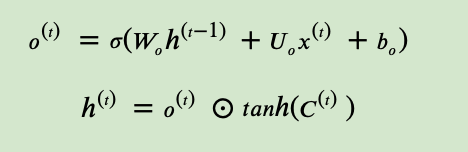 o⁽ᵗ⁾ = σ(Wₒh⁽ᵗ⁻¹⁾ + Uₒx⁽ᵗ⁾ + bₒ)
h⁽ᵗ⁾ = o⁽ᵗ⁾ ⊙ tanh(C⁽ᵗ⁾ )